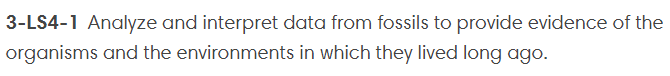 3-LS4-1 Analyze and interpret data from fossils to provide evidence of the
organisms and the environments in which they lived long ago.